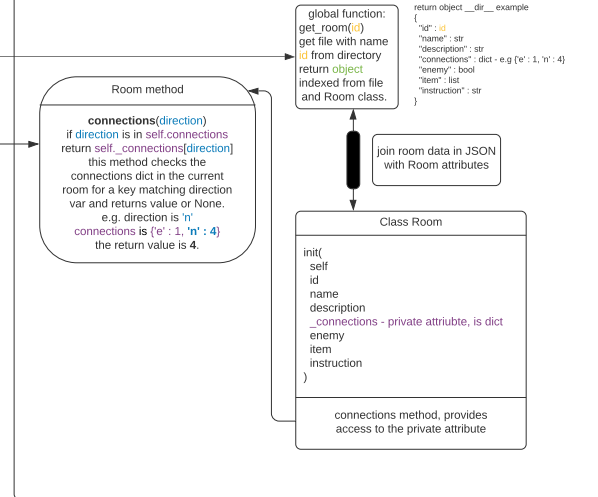 global function:
get_room(id)
get file with name
id from directory
return object
indexed from file
and Room class.
return object __dir__ example
{
"id" : id
"name" : str
"description" : str
"connections" : dict - e.g {'e' : 1, 'n' : 4}
"enemy" : bool
"item" : list
"instruction" : str
}
Room method
connections(direction)
if direction is in self.connections
return self._connections[direction]
this method checks the
connections dict in the current
room for a key matching direction
var and returns value or None.
e.g. direction is 'n'
connections is {'e' : 1, 'n' : 4}
the return value is 4.
join room data in JSON
with Room attributes
Class Room
init(
self
id
name
description
_connections - private attriubte, is dict
enemy
item
instruction
)
connections method, provides
access to the private attribute